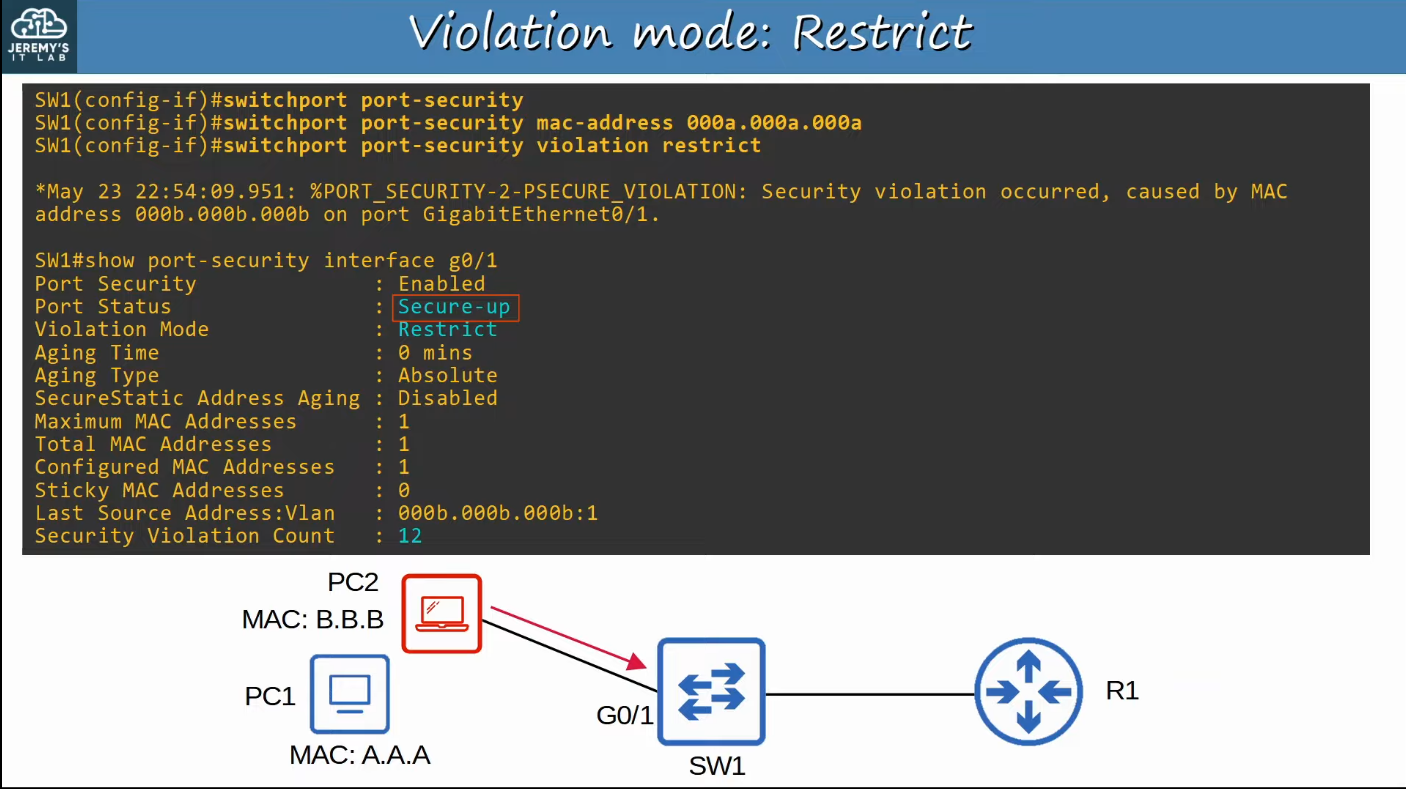 JEREMY'S
IT LAB
Violation mode: Restrict
SW1(config-if)#switchport port-security
SW1(config-if)#switchport port-security mac-address 000a.000a.000a
SW1(config-if)#switchport port-security violation restrict
*May 23 22:54:09.951: %PORT_SECURITY-2-PSECURE_VIOLATION: Security violation occurred, caused by MAC
address 000b.000b.000b on port GigabitEthernet0/1.
SW1#show port-security interface g0/1
Port Security              : Enabled
Port Status                : Secure-up
Violation Mode             : Restrict
Aging Time                 : 0 mins
Aging Type                 : Absolute
SecureStatic Address Aging : Disabled
Maximum MAC Addresses      : 1
Total MAC Addresses        : 1
Configured MAC Addresses   : 1
Sticky MAC Addresses       : 0
Last Source Address:Vlan   : 000b.000b.000b:1
Security Violation Count   : 12
PC2
MAC: B.B.B
PC1
MAC: A.A.A
G0/1
SW1
R1